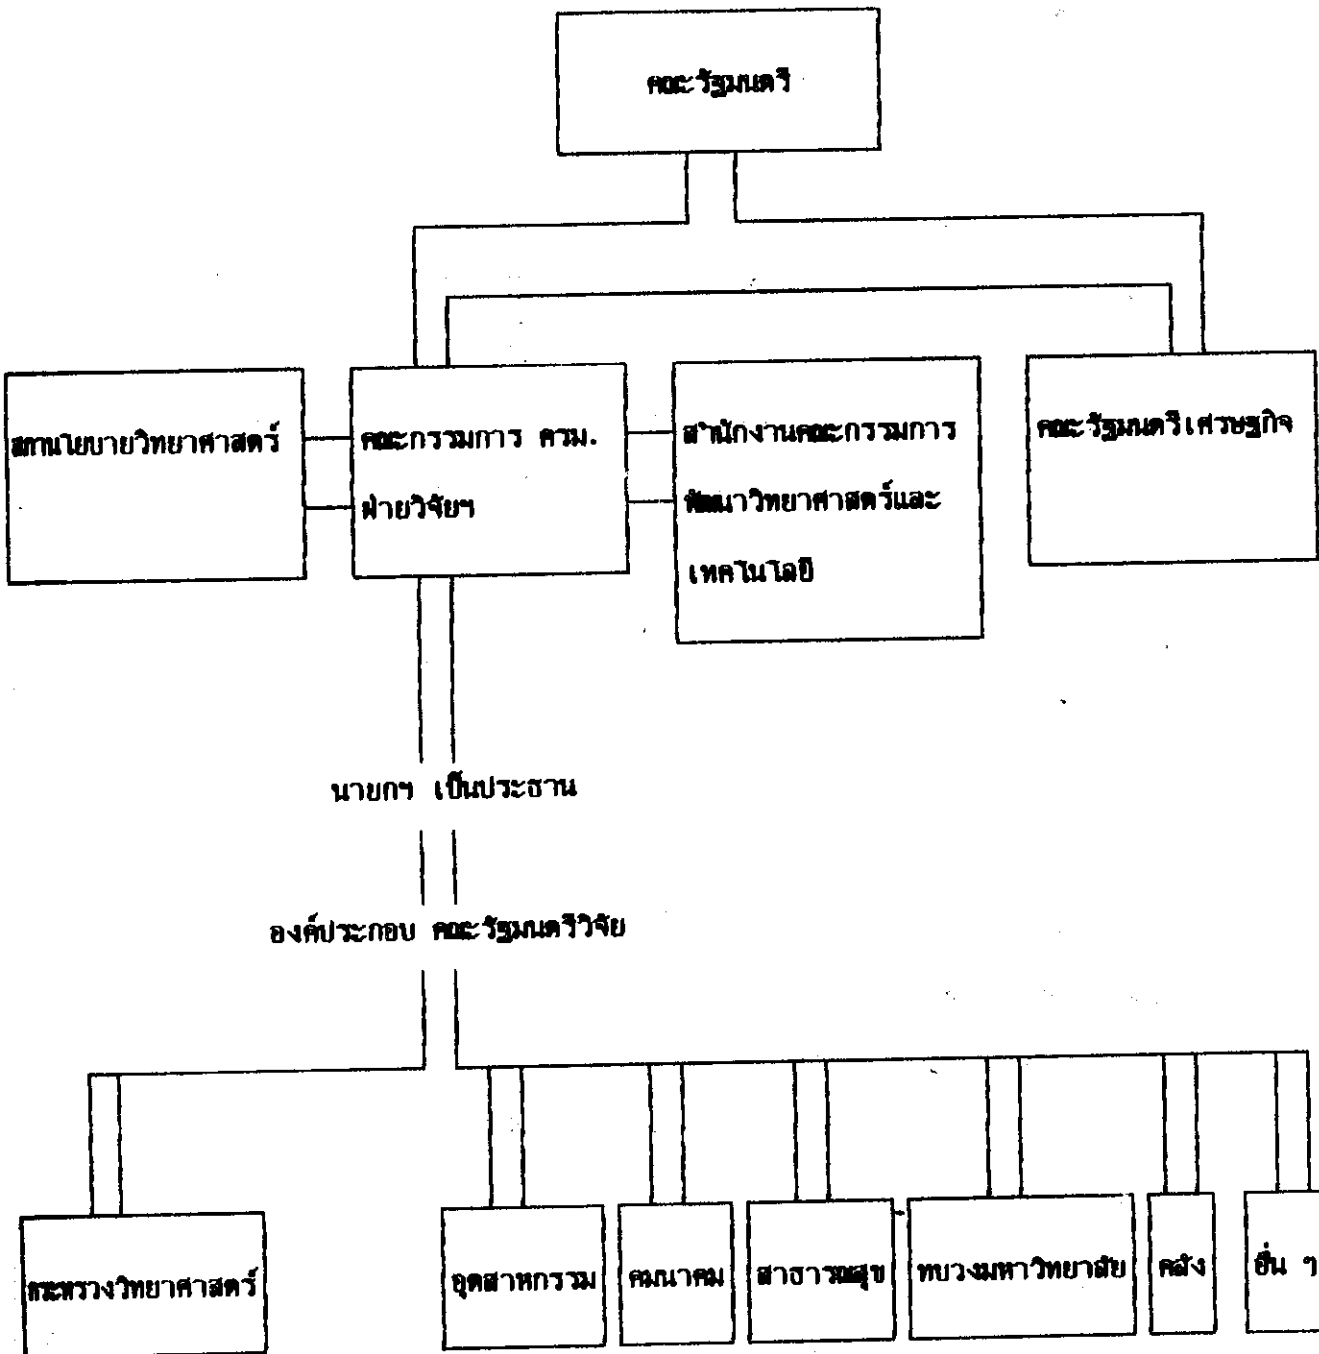 คณะรัฐมนตรี
สภานโยบายวิทยาศาสตร์
คณะกรรมการ ครม.
ฝ่ายวิจัยฯ
สำนักงานคณะกรรมการ
พัฒนาวิทยาศาสตร์และ
เทคโนโลยี
คณะรัฐมนตรีเศรษฐกิจ
นายกฯ เป็นประธาน
องค์ประกอบ คณะรัฐมนตรีวิจัย
กระทรวงวิทยาศาสตร์
อุตสาหกรรม
คมนาคม
สาธารณสุข
ทบวงมหาวิทยาลัย
คลัง
อื่น ๆ